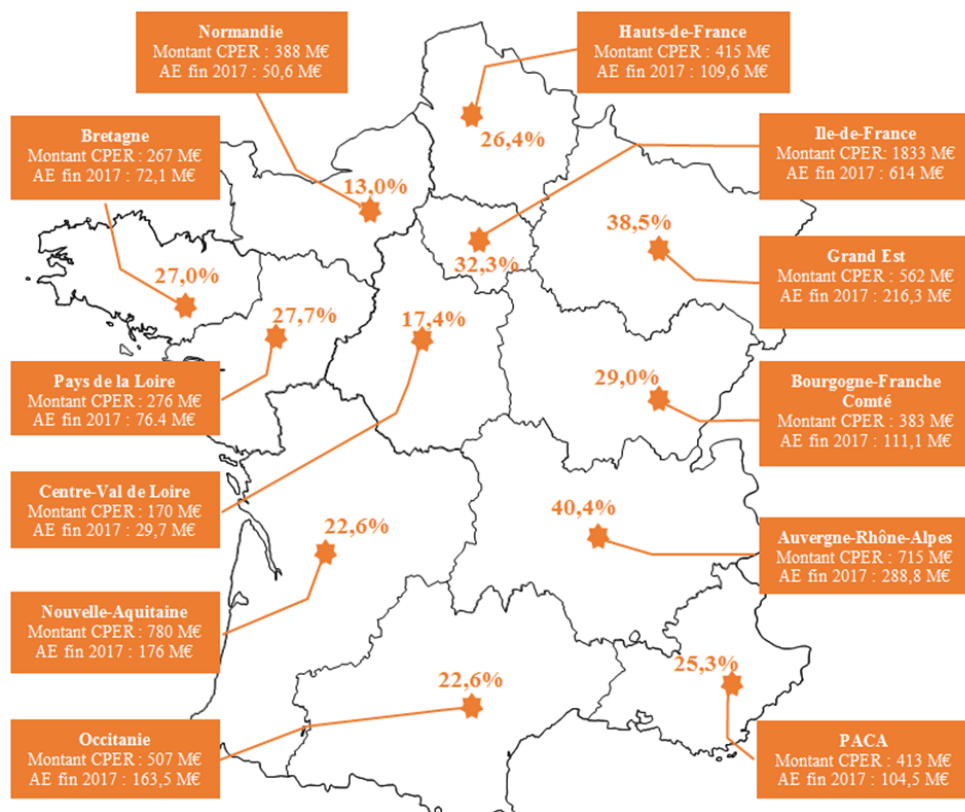 Normandie
Montant CPER : 388 M€
AE fin 2017 : 50,6 M€
Hauts-de-France
Montant CPER : 415 M€
AE fin 2017 : 109,6 M€
26,4%
Bretagne
Montant CPER : 267 M€
AE fin 2017 : 72,1 M€
Ile-de-France
Montant CPER: 1833 M€
AE fin 2017 : 614 M€
13,0%
38,5%
Grand Est
Montant CPER : 562 M€
AE fin 2017 : 216,3 M€
27,0%
32,3%
27,7%
17,4%
Pays de la Loire
Montant CPER : 276 M€
AE fin 2017 : 76.4 M€
29,0%
Bourgogne-Franche
Comté
Montant CPER : 383 M€
AE fin 2017 : 111,1 M€
Centre-Val de Loire
Montant CPER : 170 M€
AE fin 2017 : 29,7 M€
22,6%
40,4%
Auvergne-Rhône-Alpes
Montant CPER : 715 M€
AE fin 2017 : 288,8 M€
Nouvelle-Aquitaine
Montant CPER : 780 M€
AE fin 2017 : 176 M€
22,6%
25,3%
Occitanie
Montant CPER : 507 M€
AE fin 2017 : 163,5 M€
PACA
Montant CPER : 413 M€
AE fin 2017 : 104,5 M€